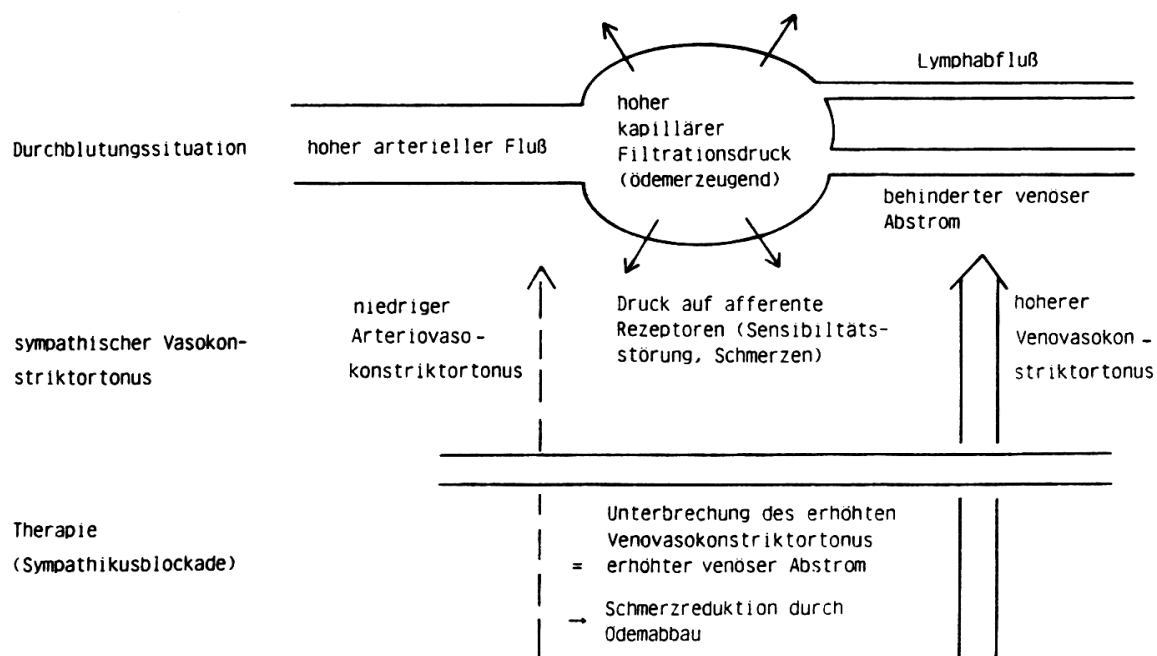 Lymphabfluß
Durchblutungssituation
hoher arterieller Fluß
hoher
kapillärer
Filtrationsdruck
(ödemerzeugend)
behinderter venöser
Abstrom
sympathischer Vasokon-
striktortonus
niedriger
Arteriovaso-
konstriktortonus
Druck auf afferente
Rezeptoren (Sensibiltäts-
störung, Schmerzen)
hoherer
Venovasokon-
striktortonus
Therapie
(Sympathikusblockade)
Unterbrechung des erhöhten
Venovasokonstriktortonus
= erhöhter venöser Abstrom
→ Schmerzreduktion durch
Ödemabbau